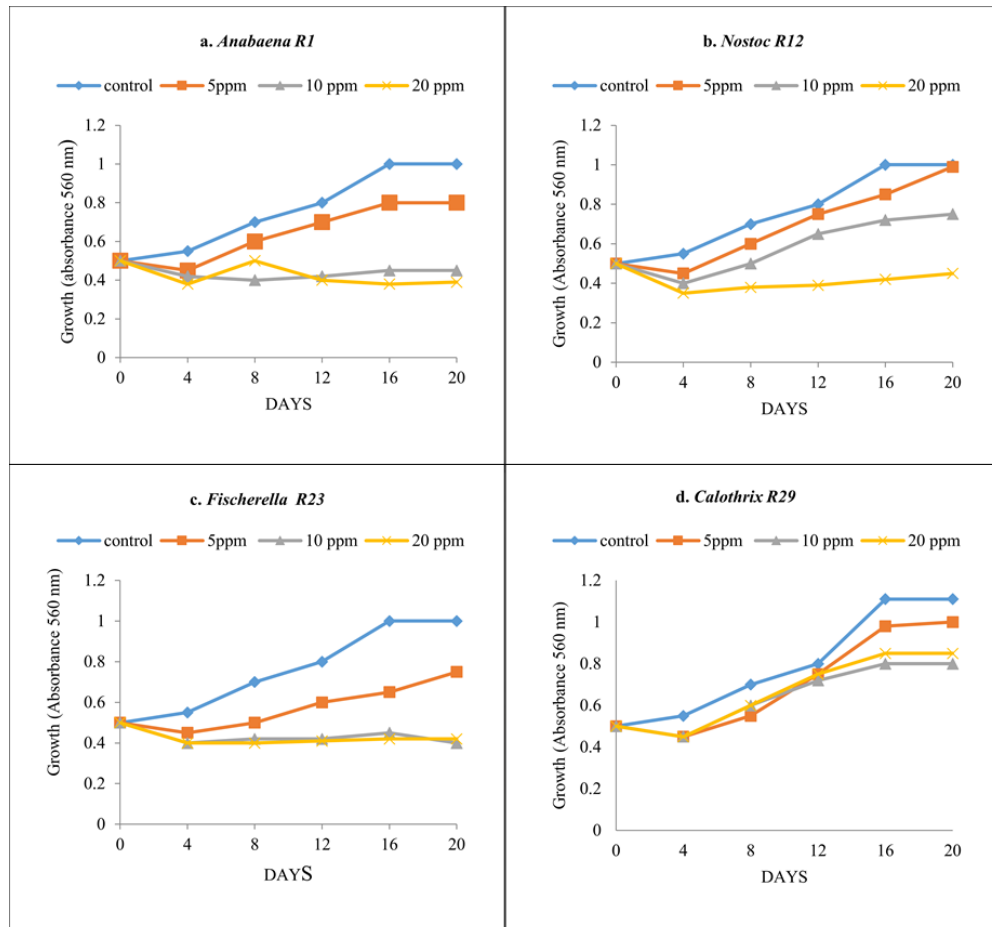 a. Anabaena R1
control 5ppm 10 ppm 20 ppm
Growth (absorbance 560 nm)
1.2
1
0.8
0.6
0.4
0.2
0
0 4 8 12 16 20
DAYS
b. Nostoc R12
control 5ppm 10 ppm 20 ppm
Growth (Absorbance 560 nm)
1.2
1
0.8
0.6
0.4
0.2
0
0 4 8 12 16 20
DAYS
c. Fischerella R23
control 5ppm 10 ppm 20 ppm
Growth (Absorbance 560 nm)
1.2
1
0.8
0.6
0.4
0.2
0
0 4 8 12 16 20
DAYS
d. Calothrix R29
control 5ppm 10 ppm 20 ppm
Growth (Absorbance 560 nm)
1.2
1
0.8
0.6
0.4
0.2
0
0 4 8 12 16 20
DAYS